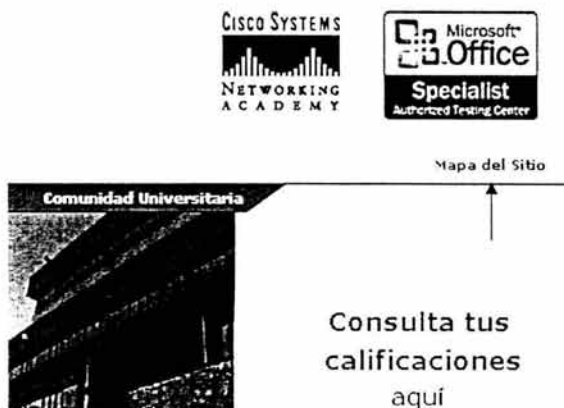 CISCO SYSTEMS
NETWORKING
ACADEMY
Microsoft
Office
Specialist
Authorized Testing Center
Mapa del Sitio
Comunidad Universitaria
Consulta tus
calificaciones
aquí